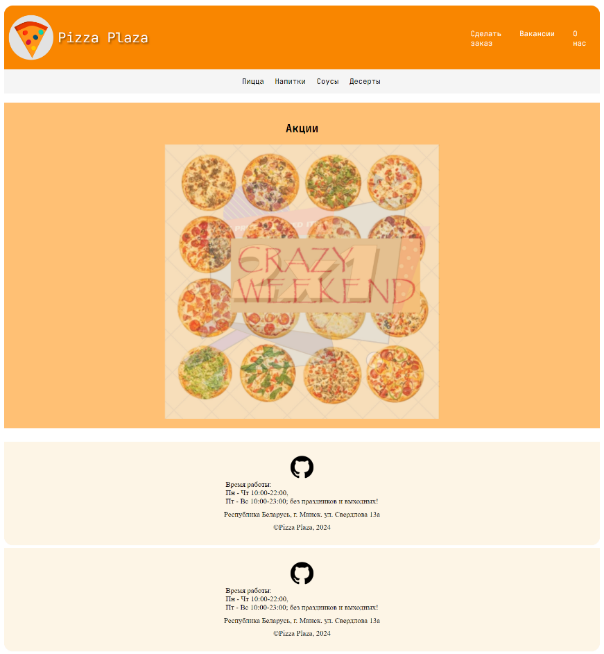 Pizza Plaza
Сделать заказ
Вакансии
О нас
Пицца Напитки Соусы Десерты
Акции
CRAZY
WEEKEND
Время работы:
Пн - Чт 10:00-22:00,
Пт - Вс 10:00-23:00; без праздников и выходных!
Республика Беларусь, г. Минск, ул. Свердлова 13а
©Pizza Plaza, 2024
Время работы:
Пн - Чт 10:00-22:00,
Пт - Вс 10:00-23:00; без праздников и выходных!
Республика Беларусь, г. Минск, ул. Свердлова 13а
©Pizza Plaza, 2024